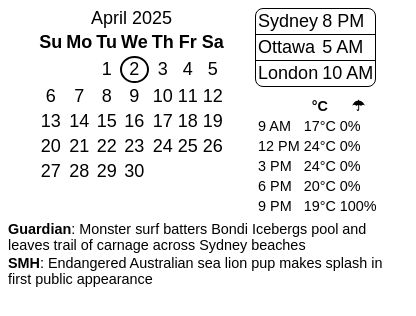 April 2025
Su Mo Tu We Th Fr Sa
1 2 3 4 5
6 7 8 9 10 11 12
13 14 15 16 17 18 19
20 21 22 23 24 25 26
27 28 29 30
Sydney 8 PM
Ottawa 5 AM
London 10 AM
°C ☂
9 AM 17°C 0%
12 PM 24°C 0%
3 PM 24°C 0%
6 PM 20°C 0%
9 PM 19°C 100%
Guardian: Monster surf batters Bondi Icebergs pool and
leaves trail of carnage across Sydney beaches
SMH: Endangered Australian sea lion pup makes splash in
first public appearance